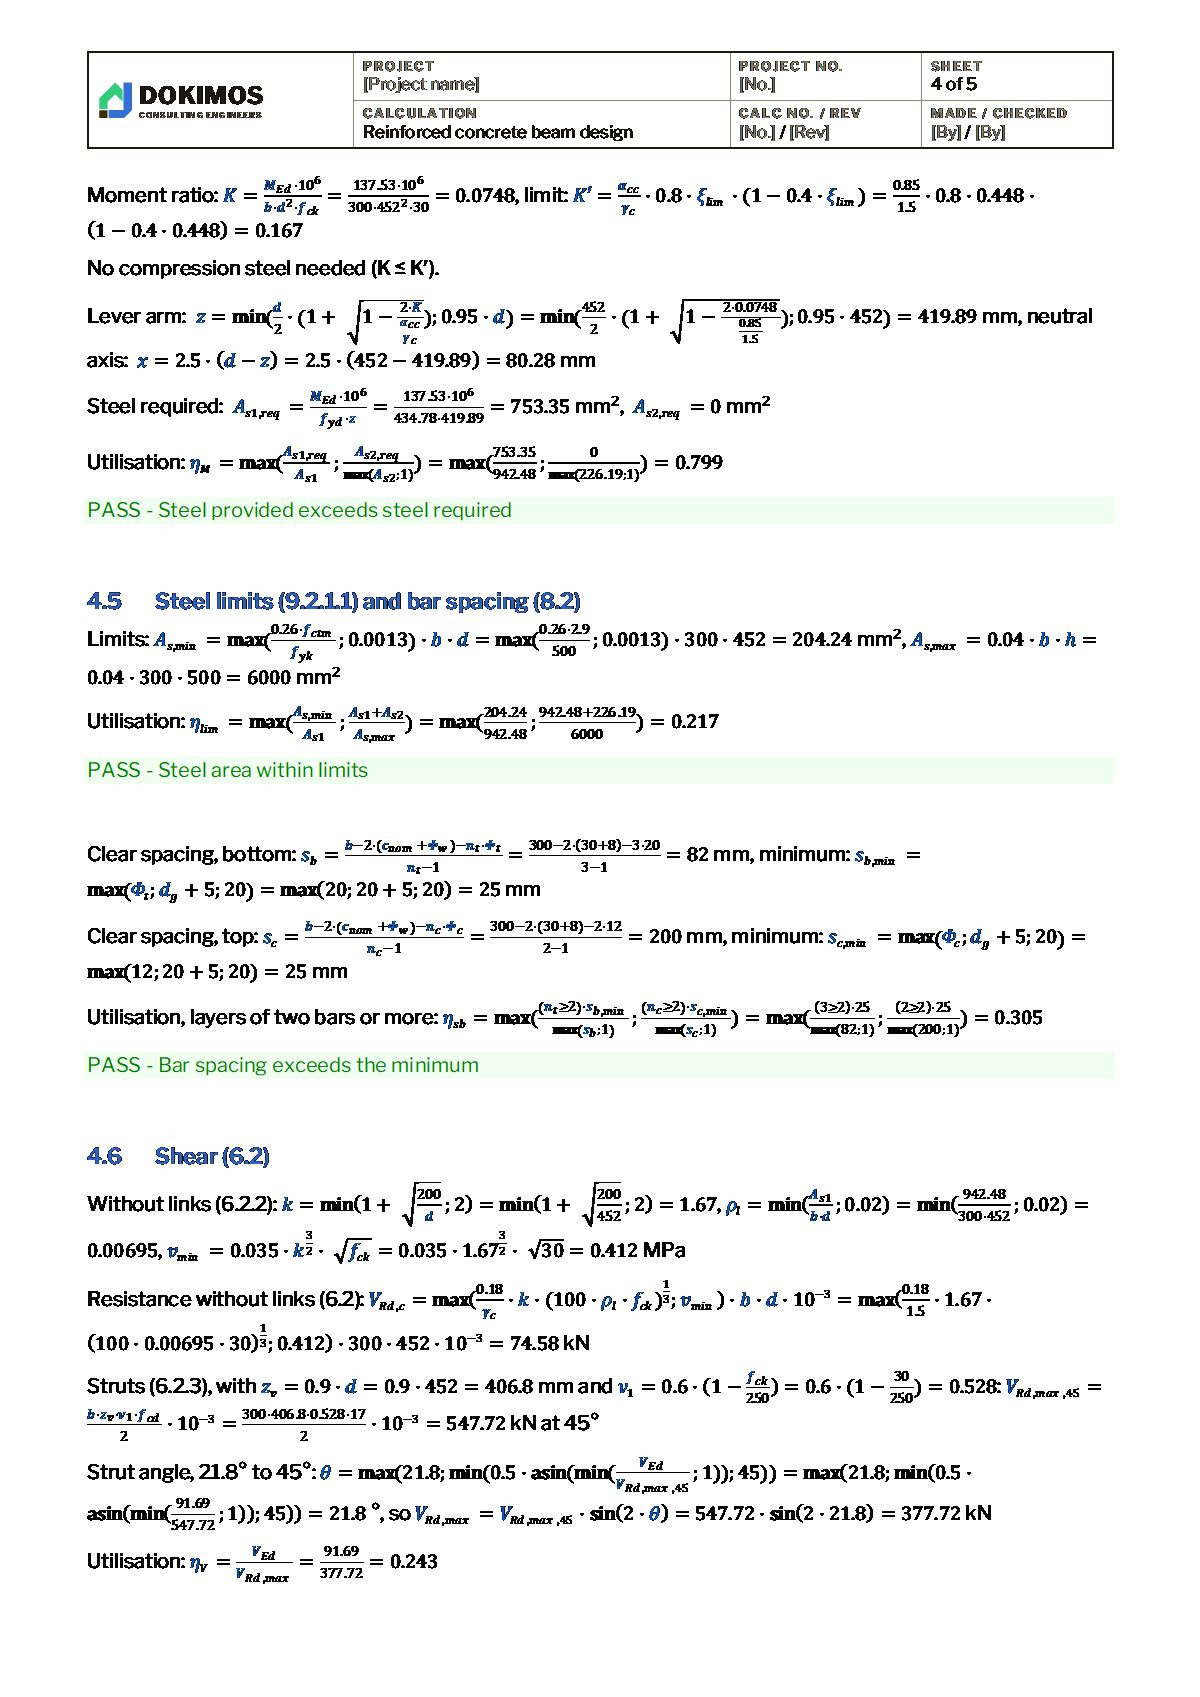 DOKIMOS
CONSULTING ENGINEERS
PROJECT
[Project name]
PROJECT NO.
[No.]
SHEET
4 of 5
CALCULATION
Reinforced concrete beam design
CALC NO. / REV
[No.] / [Rev]
MADE / CHECKED
[By] / [By]
Moment ratio: K = M_Ed·10⁶/(b·d²·f_ck) = 137.53·10⁶/(300·452²·30) = 0.0748, limit: K′ = α_cc/γ_c · 0.8 · ξ_lim · (1 − 0.4 · ξ_lim) = 0.85/1.5 · 0.8 · 0.448 ·
(1 − 0.4 · 0.448) = 0.167
No compression steel needed (K ≤ K′).
Lever arm: z = min(d/2 · (1 + √(1 − 2·K/(α_cc/γ_c)); 0.95 · d) = min(452/2 · (1 + √(1 − 2·0.0748/(0.85/1.5)); 0.95 · 452) = 419.89 mm, neutral
axis: x = 2.5 · (d − z) = 2.5 · (452 − 419.89) = 80.28 mm
Steel required: A_s1,req = M_Ed·10⁶/(f_yd·z) = 137.53·10⁶/(434.78·419.89) = 753.35 mm², A_s2,req = 0 mm²
Utilisation: η_M = max(A_s1,req/A_s1; A_s2,req/max(A_s2;1)) = max(753.35/942.48; 0/max(226.19;1)) = 0.799
PASS - Steel provided exceeds steel required
4.5 Steel limits (9.2.1.1) and bar spacing (8.2)
Limits: A_s,min = max(0.26·f_ctm/f_yk; 0.0013) · b · d = max(0.26·2.9/500; 0.0013) · 300 · 452 = 204.24 mm², A_s,max = 0.04 · b · h =
0.04 · 300 · 500 = 6000 mm²
Utilisation: η_lim = max(A_s,min/A_s1; (A_s1+A_s2)/A_s,max) = max(204.24/942.48; (942.48+226.19)/6000) = 0.217
PASS - Steel area within limits
Clear spacing, bottom: s_b = (b−2·(c_nom+Φ_w)−n_t·Φ_t)/(n_t−1) = (300−2·(30+8)−3·20)/(3−1) = 82 mm, minimum: s_b,min =
max(Φ_t; d_g + 5; 20) = max(20; 20 + 5; 20) = 25 mm
Clear spacing, top: s_c = (b−2·(c_nom+Φ_w)−n_c·Φ_c)/(n_c−1) = (300−2·(30+8)−2·12)/(2−1) = 200 mm, minimum: s_c,min = max(Φ_c; d_g + 5; 20) =
max(12; 20 + 5; 20) = 25 mm
Utilisation, layers of two bars or more: η_sb = max((n_t≥2)·s_b,min/max(s_b;1); (n_c≥2)·s_c,min/max(s_c;1)) = max((3≥2)·25/max(82;1); (2≥2)·25/max(200;1)) = 0.305
PASS - Bar spacing exceeds the minimum
4.6 Shear (6.2)
Without links (6.2.2): k = min(1 + √(200/d); 2) = min(1 + √(200/452); 2) = 1.67, ρ_l = min(A_s1/(b·d); 0.02) = min(942.48/(300·452); 0.02) =
0.00695, v_min = 0.035 · k^(3/2) · √f_ck = 0.035 · 1.67^(3/2) · √30 = 0.412 MPa
Resistance without links (6.2): V_Rd,c = max(0.18/γ_c · k · (100 · ρ_l · f_ck)^(1/3); v_min) · b · d · 10⁻³ = max(0.18/1.5 · 1.67 ·
(100 · 0.00695 · 30)^(1/3); 0.412) · 300 · 452 · 10⁻³ = 74.58 kN
Struts (6.2.3), with z_v = 0.9 · d = 0.9 · 452 = 406.8 mm and ν_1 = 0.6 · (1 − f_ck/250) = 0.6 · (1 − 30/250) = 0.528: V_Rd,max,45 =
b·z_v·ν_1·f_cd/2 · 10⁻³ = 300·406.8·0.528·17/2 · 10⁻³ = 547.72 kN at 45°
Strut angle, 21.8° to 45°: θ = max(21.8; min(0.5 · asin(min(V_Ed/V_Rd,max,45; 1)); 45)) = max(21.8; min(0.5 ·
asin(min(91.69/547.72; 1)); 45)) = 21.8 °, so V_Rd,max = V_Rd,max,45 · sin(2 · θ) = 547.72 · sin(2 · 21.8) = 377.72 kN
Utilisation: η_V = V_Ed/V_Rd,max = 91.69/377.72 = 0.243